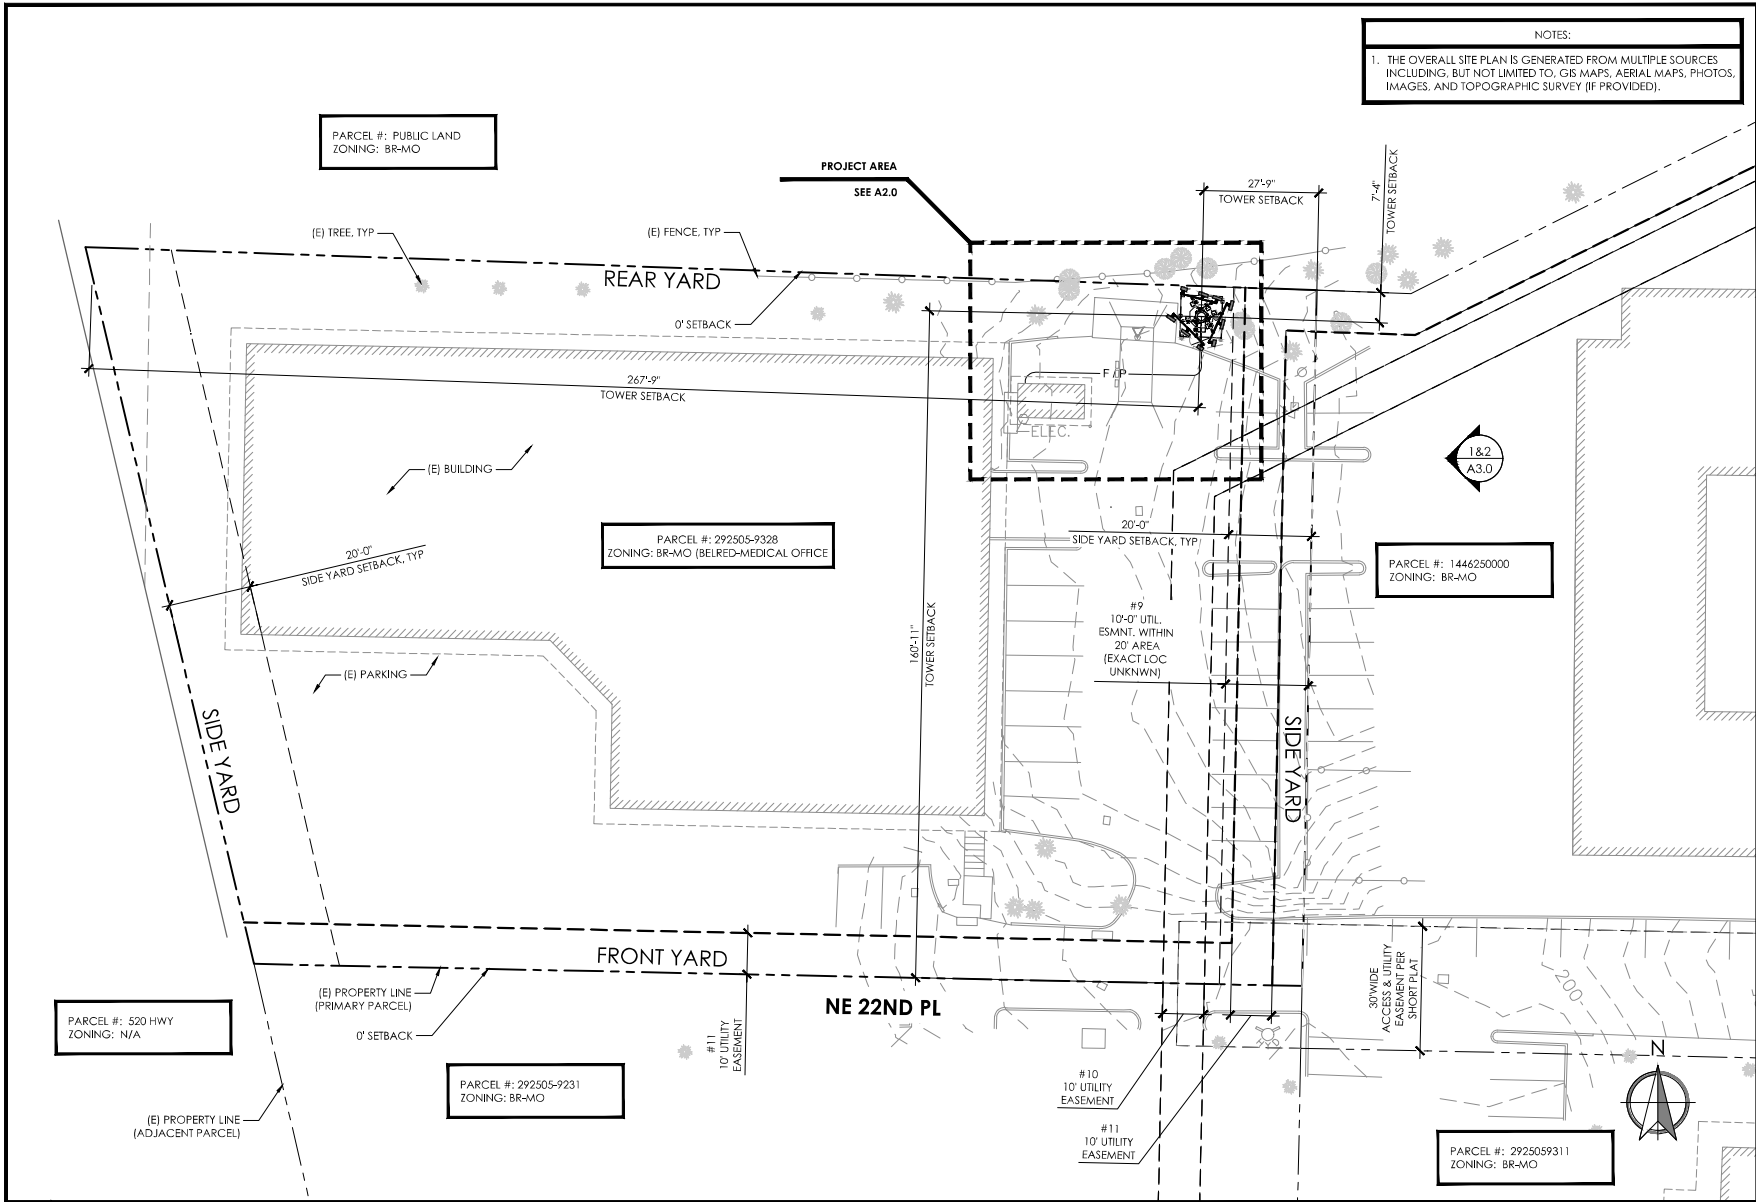 NOTES:
1. THE OVERALL SITE PLAN IS GENERATED FROM MULTIPLE SOURCES
INCLUDING, BUT NOT LIMITED TO, GIS MAPS, AERIAL MAPS, PHOTOS,
IMAGES, AND TOPOGRAPHIC SURVEY (IF PROVIDED).
PARCEL #: PUBLIC LAND
ZONING: BR-MO
PROJECT AREA
SEE A2.0
27'-9"
TOWER SETBACK
7'-4"
TOWER SETBACK
(E) TREE, TYP
(E) FENCE, TYP
REAR YARD
0' SETBACK
267'-9"
TOWER SETBACK
F / P
ELEC.
(E) BUILDING
1&2
A3.0
PARCEL #: 292505-9328
ZONING: BR-MO (BELRED-MEDICAL OFFICE
20'-0"
SIDE YARD SETBACK, TYP
20'-0"
SIDE YARD SETBACK, TYP
PARCEL #: 1446250000
ZONING: BR-MO
#9
10'-0" UTIL.
ESMNT. WITHIN
20' AREA
(EXACT LOC
UNKNWN)
160'-11"
TOWER SETBACK
(E) PARKING
SIDE YARD
SIDE YARD
FRONT YARD
NE 22ND PL
(E) PROPERTY LINE
(PRIMARY PARCEL)
0' SETBACK
#11
10' UTILITY
EASEMENT
30'WIDE
ACCESS & UTILITY
EASEMENT PER
SHORT PLAT
200
PARCEL #: 520 HWY
ZONING: N/A
PARCEL #: 292505-9231
ZONING: BR-MO
(E) PROPERTY LINE
(ADJACENT PARCEL)
#10
10' UTILITY
EASEMENT
#11
10' UTILITY
EASEMENT
HYD
N
PARCEL #: 2925059311
ZONING: BR-MO